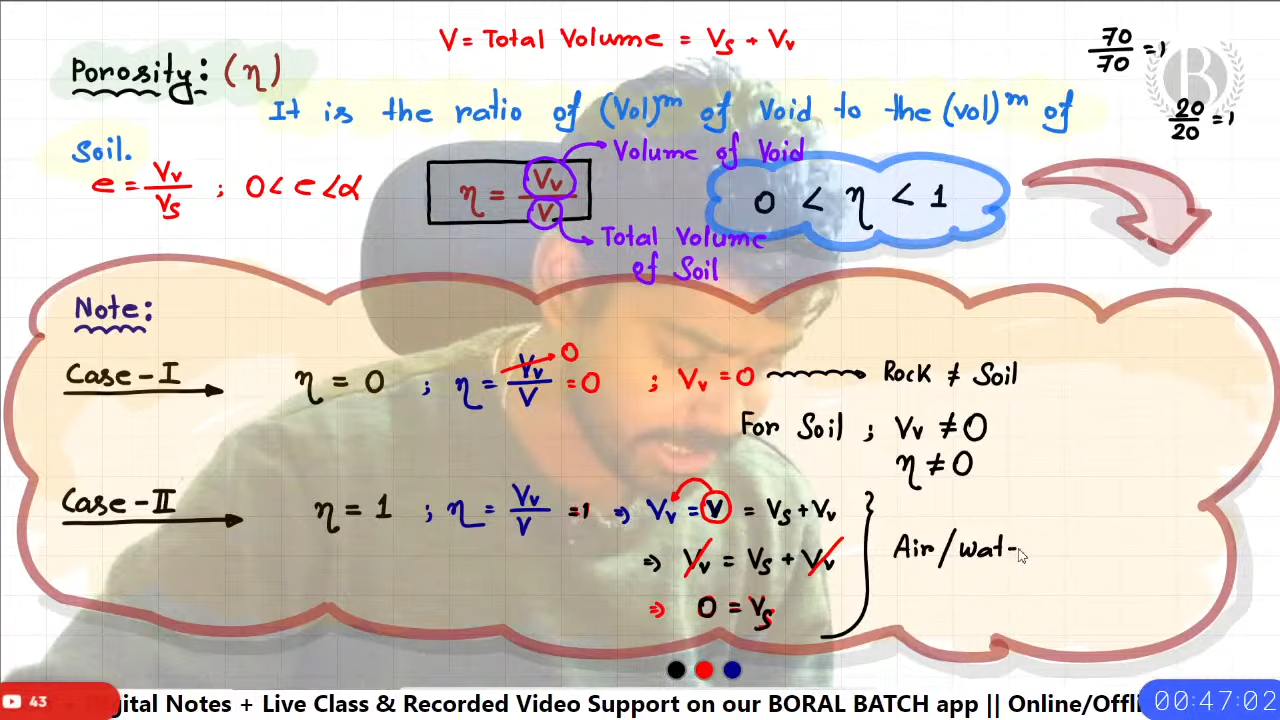 V = Total Volume = Vs + Vv
70/70 = 1
Porosity: (η)
B
It is the ratio of (Vol)m of Void to the (vol)m of
20/20 = 1
Soil.
e = Vv/Vs ; 0 < e < α
η = Vv/V
Volume of Void
0 < η < 1
Total Volume
of Soil
Note:
Case-I
η = 0 ; η = Vv/V = 0 ; Vv = 0
0
Rock ≠ Soil
For Soil ; Vv ≠ 0
η ≠ 0
Case-II
η = 1 ; η = Vv/V = 1 ⇒ Vv = V = Vs + Vv
⇒ Vv = Vs + Vv
Air/wat-
⇒ 0 = Vs
43
igital Notes + Live Class & Recorded Video Support on our BORAL BATCH app || Online/Offli
00:47:02